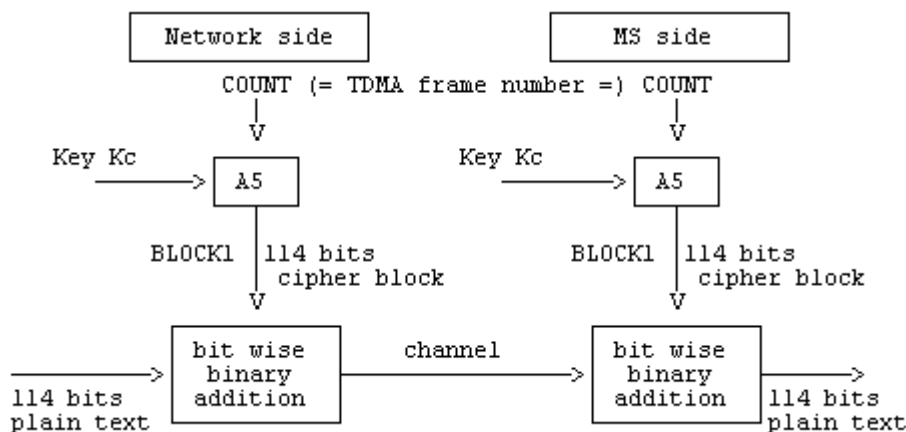 Network side
MS side
COUNT (= TDMA frame number =) COUNT
Key Kc
A5
Key Kc
A5
BLOCK1
114 bits
cipher block
BLOCK1
114 bits
cipher block
bit wise
binary
addition
channel
bit wise
binary
addition
114 bits
plain text
114 bits
plain text